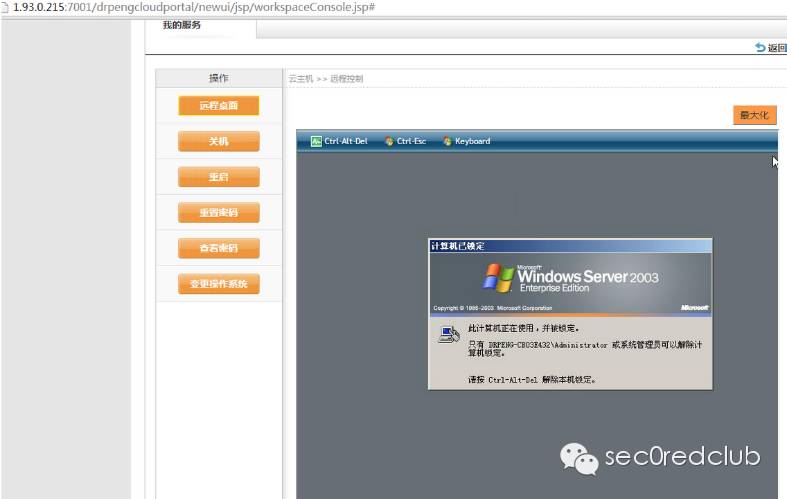 1.93.0.215:7001/drpengcloudportal/newui/jsp/workspaceConsole.jsp#
我的服务
返回
操作
云主机 >> 远程控制
远程桌面
最大化
关机
Ctrl-Alt-Del Ctrl-Esc Keyboard
重启
重置密码
查看密码
变更操作系统
计算机已锁定
Microsoft
Windows Server 2003
Enterprise Edition
Copyright © 1985-2003 Microsoft Corporation Microsoft
此计算机正在使用，并被锁定。
只有 DRPENG-CB03E432\Administrator 或系统管理员可以解除计
算机锁定。
请按 Ctrl-Alt-Del 解除本机锁定。
sec0redclub